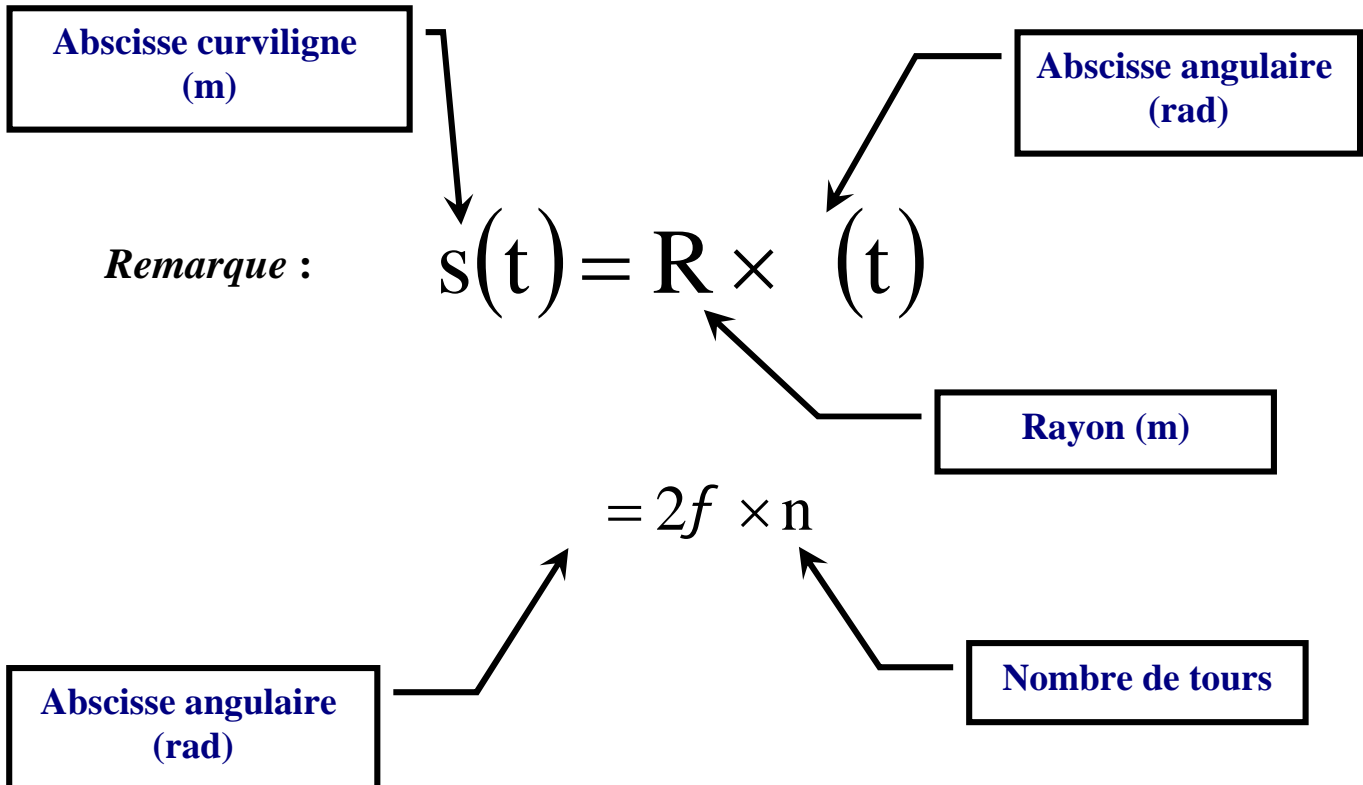 Abscisse curviligne
(m)
Abscisse angulaire
(rad)
Remarque : s(t) = R × (t)
Rayon (m)
= 2f × n
Abscisse angulaire
(rad)
Nombre de tours